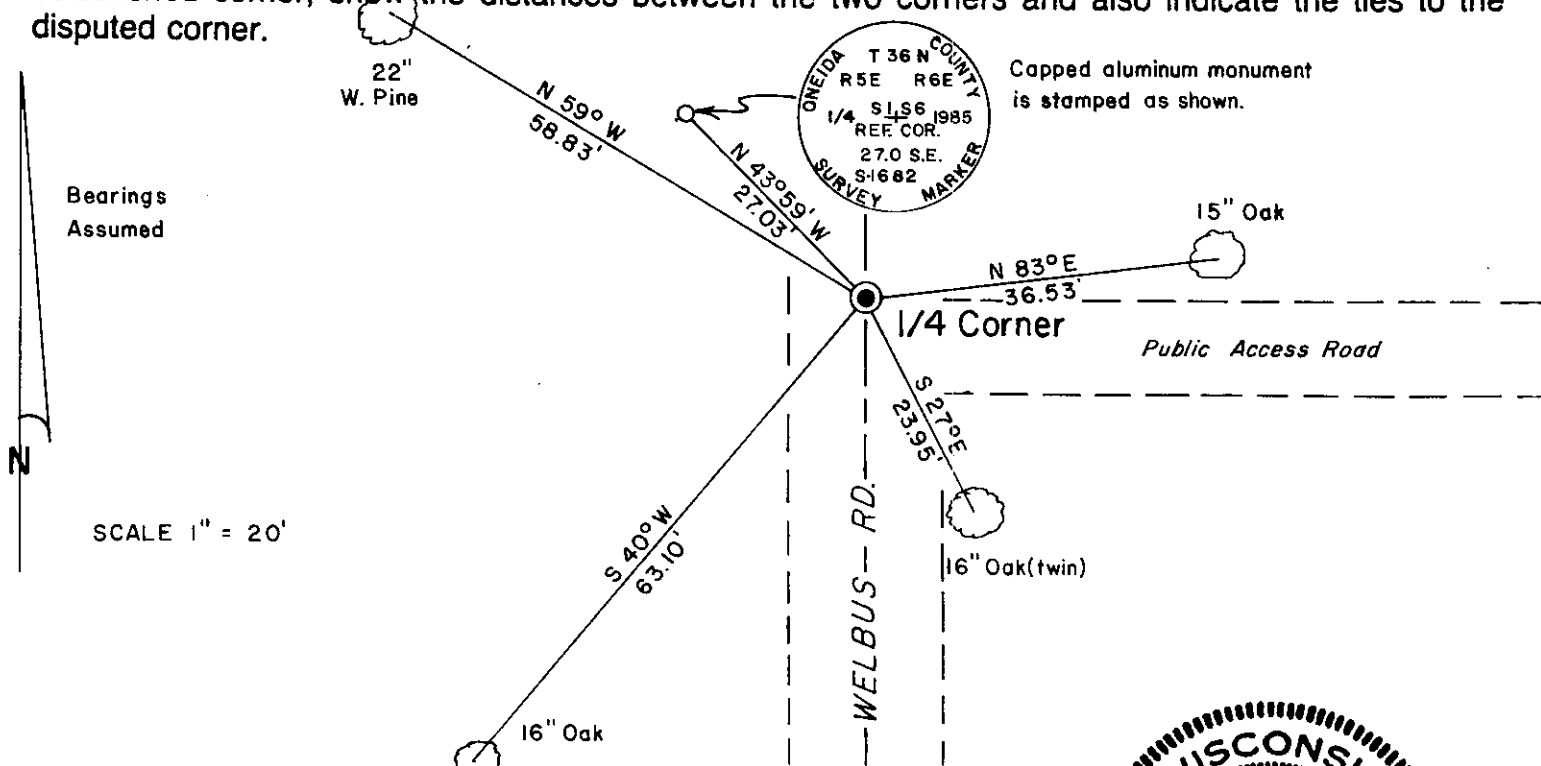 disputed corner.
22"
W. Pine
N 59° W
58.83'
N 43°59' W
27.03'
ONEIDA COUNTY
T 36 N
R5E R6E
1/4 S1 S6 1985
REF. COR.
27.0 S.E.
S-1682
SURVEY MARKER
Capped aluminum monument
is stamped as shown.
Bearings
Assumed
15" Oak
N 83° E
36.53'
1/4 Corner
Public Access Road
N
S 27° E
23.95'
SCALE 1" = 20'
S 40° W
63.10'
WELBUS RD.
16" Oak(twin)
16" Oak